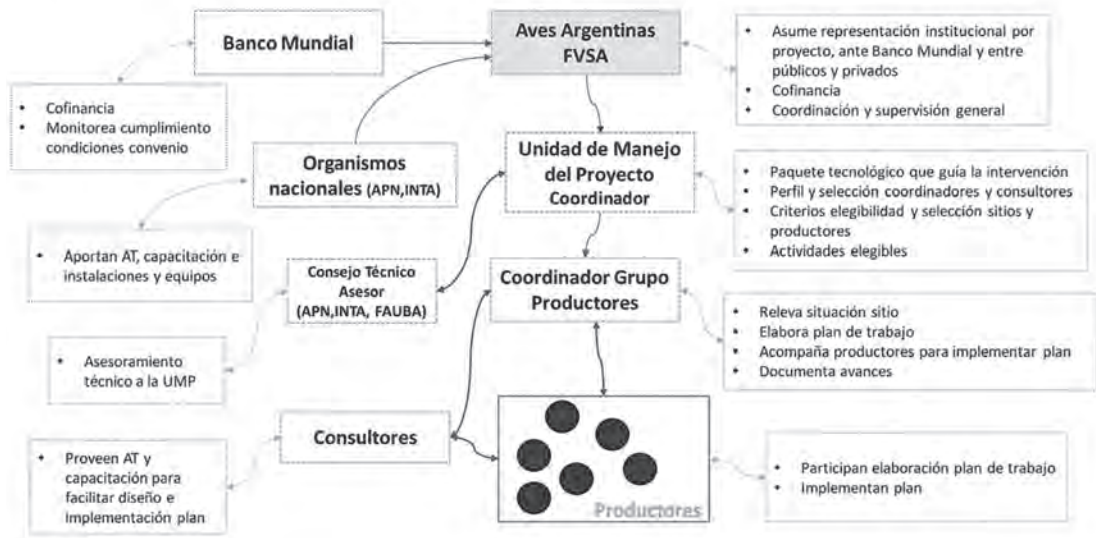 Banco Mundial
Aves Argentinas
FVSA
• Asume representación institucional por
proyecto, ante Banco Mundial y entre
públicos y privados
• Cofinancia
• Coordinación y supervisión general
• Cofinancia
• Monitorea cumplimiento
condiciones convenio
Organismos
nacionales (APN,INTA)
Unidad de Manejo
del Proyecto
Coordinador
• Paquete tecnológico que guía la intervención
• Perfil y selección coordinadores y consultores
• Criterios elegibilidad y selección sitios y
productores
• Actividades elegibles
• Aportan AT, capacitación e
instalaciones y equipos
Consejo Técnico
Asesor
(APN,INTA, FAUBA)
Coordinador Grupo
Productores
• Releva situación sitio
• Elabora plan de trabajo
• Acompaña productores para implementar plan
• Documenta avances
• Asesoramiento
técnico a la UMP
Consultores
• Proveen AT y
capacitación para
facilitar diseño e
Implementación plan
Productores
• Participan elaboración plan de trabajo
• Implementan plan